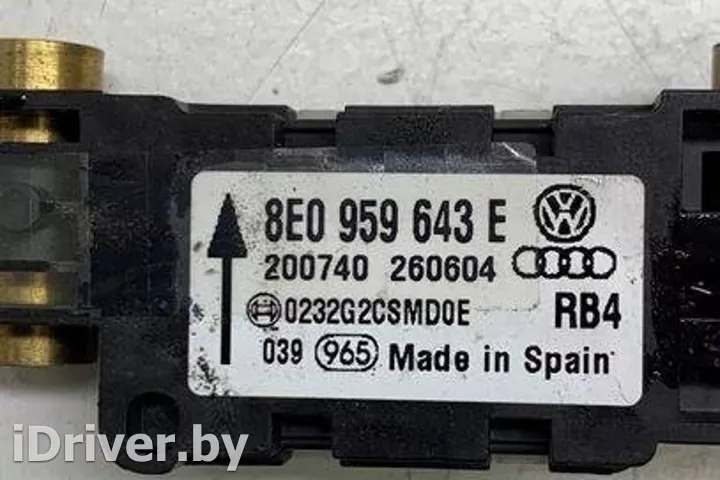 8E0 959 643 E
200740 260604
0232G2CSMD0E RB4
039 965 Made in Spain
iDriver.by